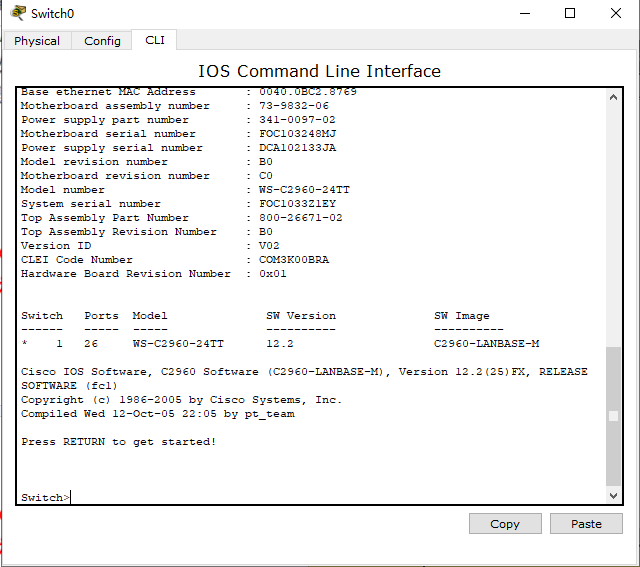 Switch0
Physical Config CLI
IOS Command Line Interface
Base ethernet MAC Address : 0040.0BC2.8769
Motherboard assembly number : 73-9832-06
Power supply part number : 341-0097-02
Motherboard serial number : FOC103248MJ
Power supply serial number : DCA102133JA
Model revision number : B0
Motherboard revision number : C0
Model number : WS-C2960-24TT
System serial number : FOC1033Z1EY
Top Assembly Part Number : 800-26671-02
Top Assembly Revision Number : B0
Version ID : V02
CLEI Code Number : COM3K00BRA
Hardware Board Revision Number : 0x01
Switch Ports Model SW Version SW Image
------ ----- ----- ---------- ----------
* 1 26 WS-C2960-24TT 12.2 C2960-LANBASE-M
Cisco IOS Software, C2960 Software (C2960-LANBASE-M), Version 12.2(25)FX, RELEASE
SOFTWARE (fc1)
Copyright (c) 1986-2005 by Cisco Systems, Inc.
Compiled Wed 12-Oct-05 22:05 by pt_team
Press RETURN to get started!
Switch>
Copy Paste